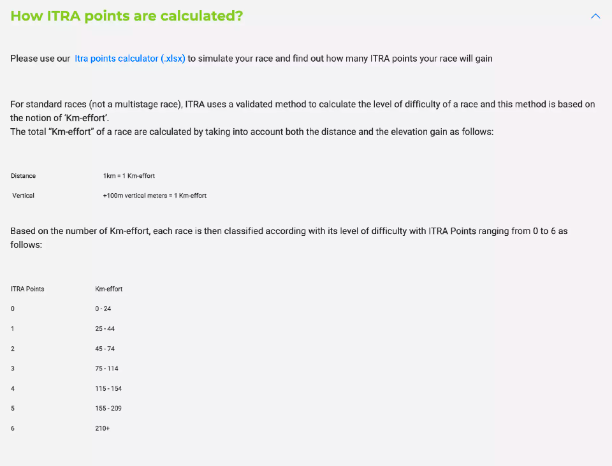 How ITRA points are calculated?
Please use our Itra points calculator (.xlsx) to simulate your race and find out how many ITRA points your race will gain
For standard races (not a multistage race), ITRA uses a validated method to calculate the level of difficulty of a race and this method is based on
the notion of 'Km-effort'.
The total "Km-effort" of a race are calculated by taking into account both the distance and the elevation gain as follows:
Distance 1km = 1 Km-effort
Vertical +100m vertical meters = 1 Km-effort
Based on the number of Km-effort, each race is then classified according with its level of difficulty with ITRA Points ranging from 0 to 6 as
follows:
ITRA Points Km-effort
0 0 - 24
1 25 - 44
2 45 - 74
3 75 - 114
4 115 - 154
5 155 - 209
6 210+